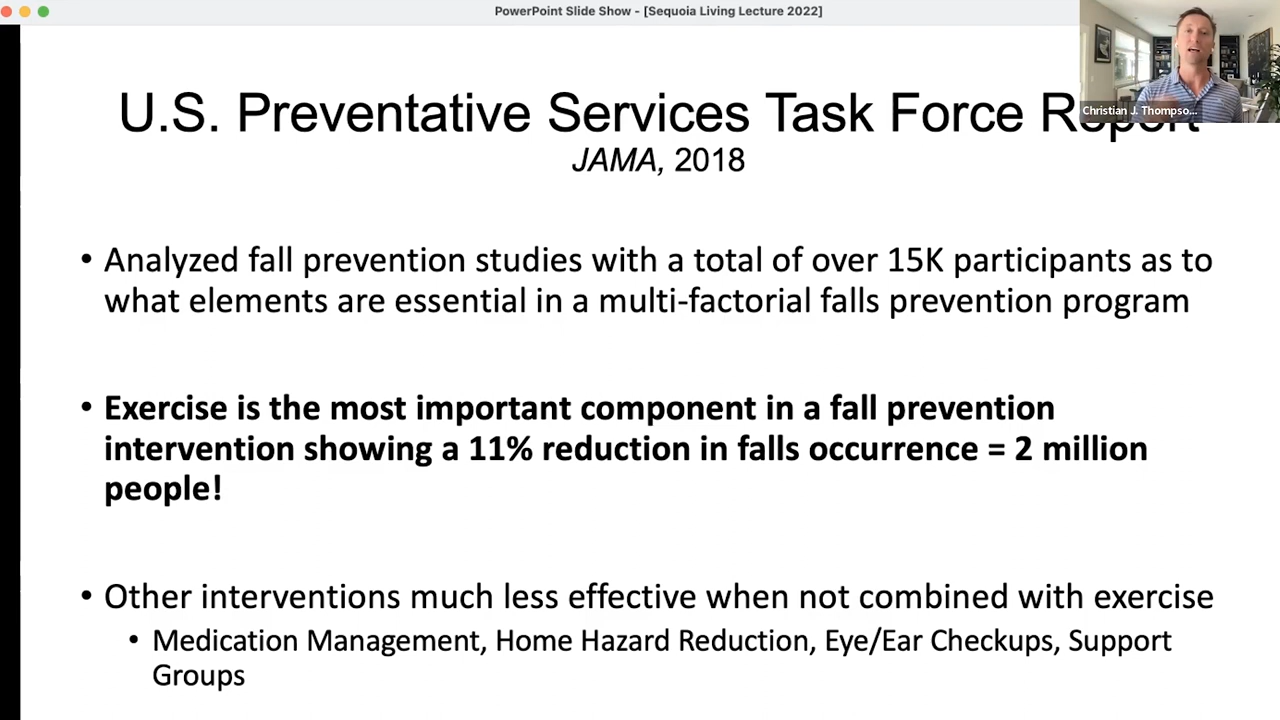 PowerPoint Slide Show - [Sequoia Living Lecture 2022]
Christian J. Thompso...
U.S. Preventative Services Task Force Report
JAMA, 2018
• Analyzed fall prevention studies with a total of over 15K participants as to
what elements are essential in a multi-factorial falls prevention program
• Exercise is the most important component in a fall prevention
intervention showing a 11% reduction in falls occurrence = 2 million
people!
• Other interventions much less effective when not combined with exercise
• Medication Management, Home Hazard Reduction, Eye/Ear Checkups, Support
Groups